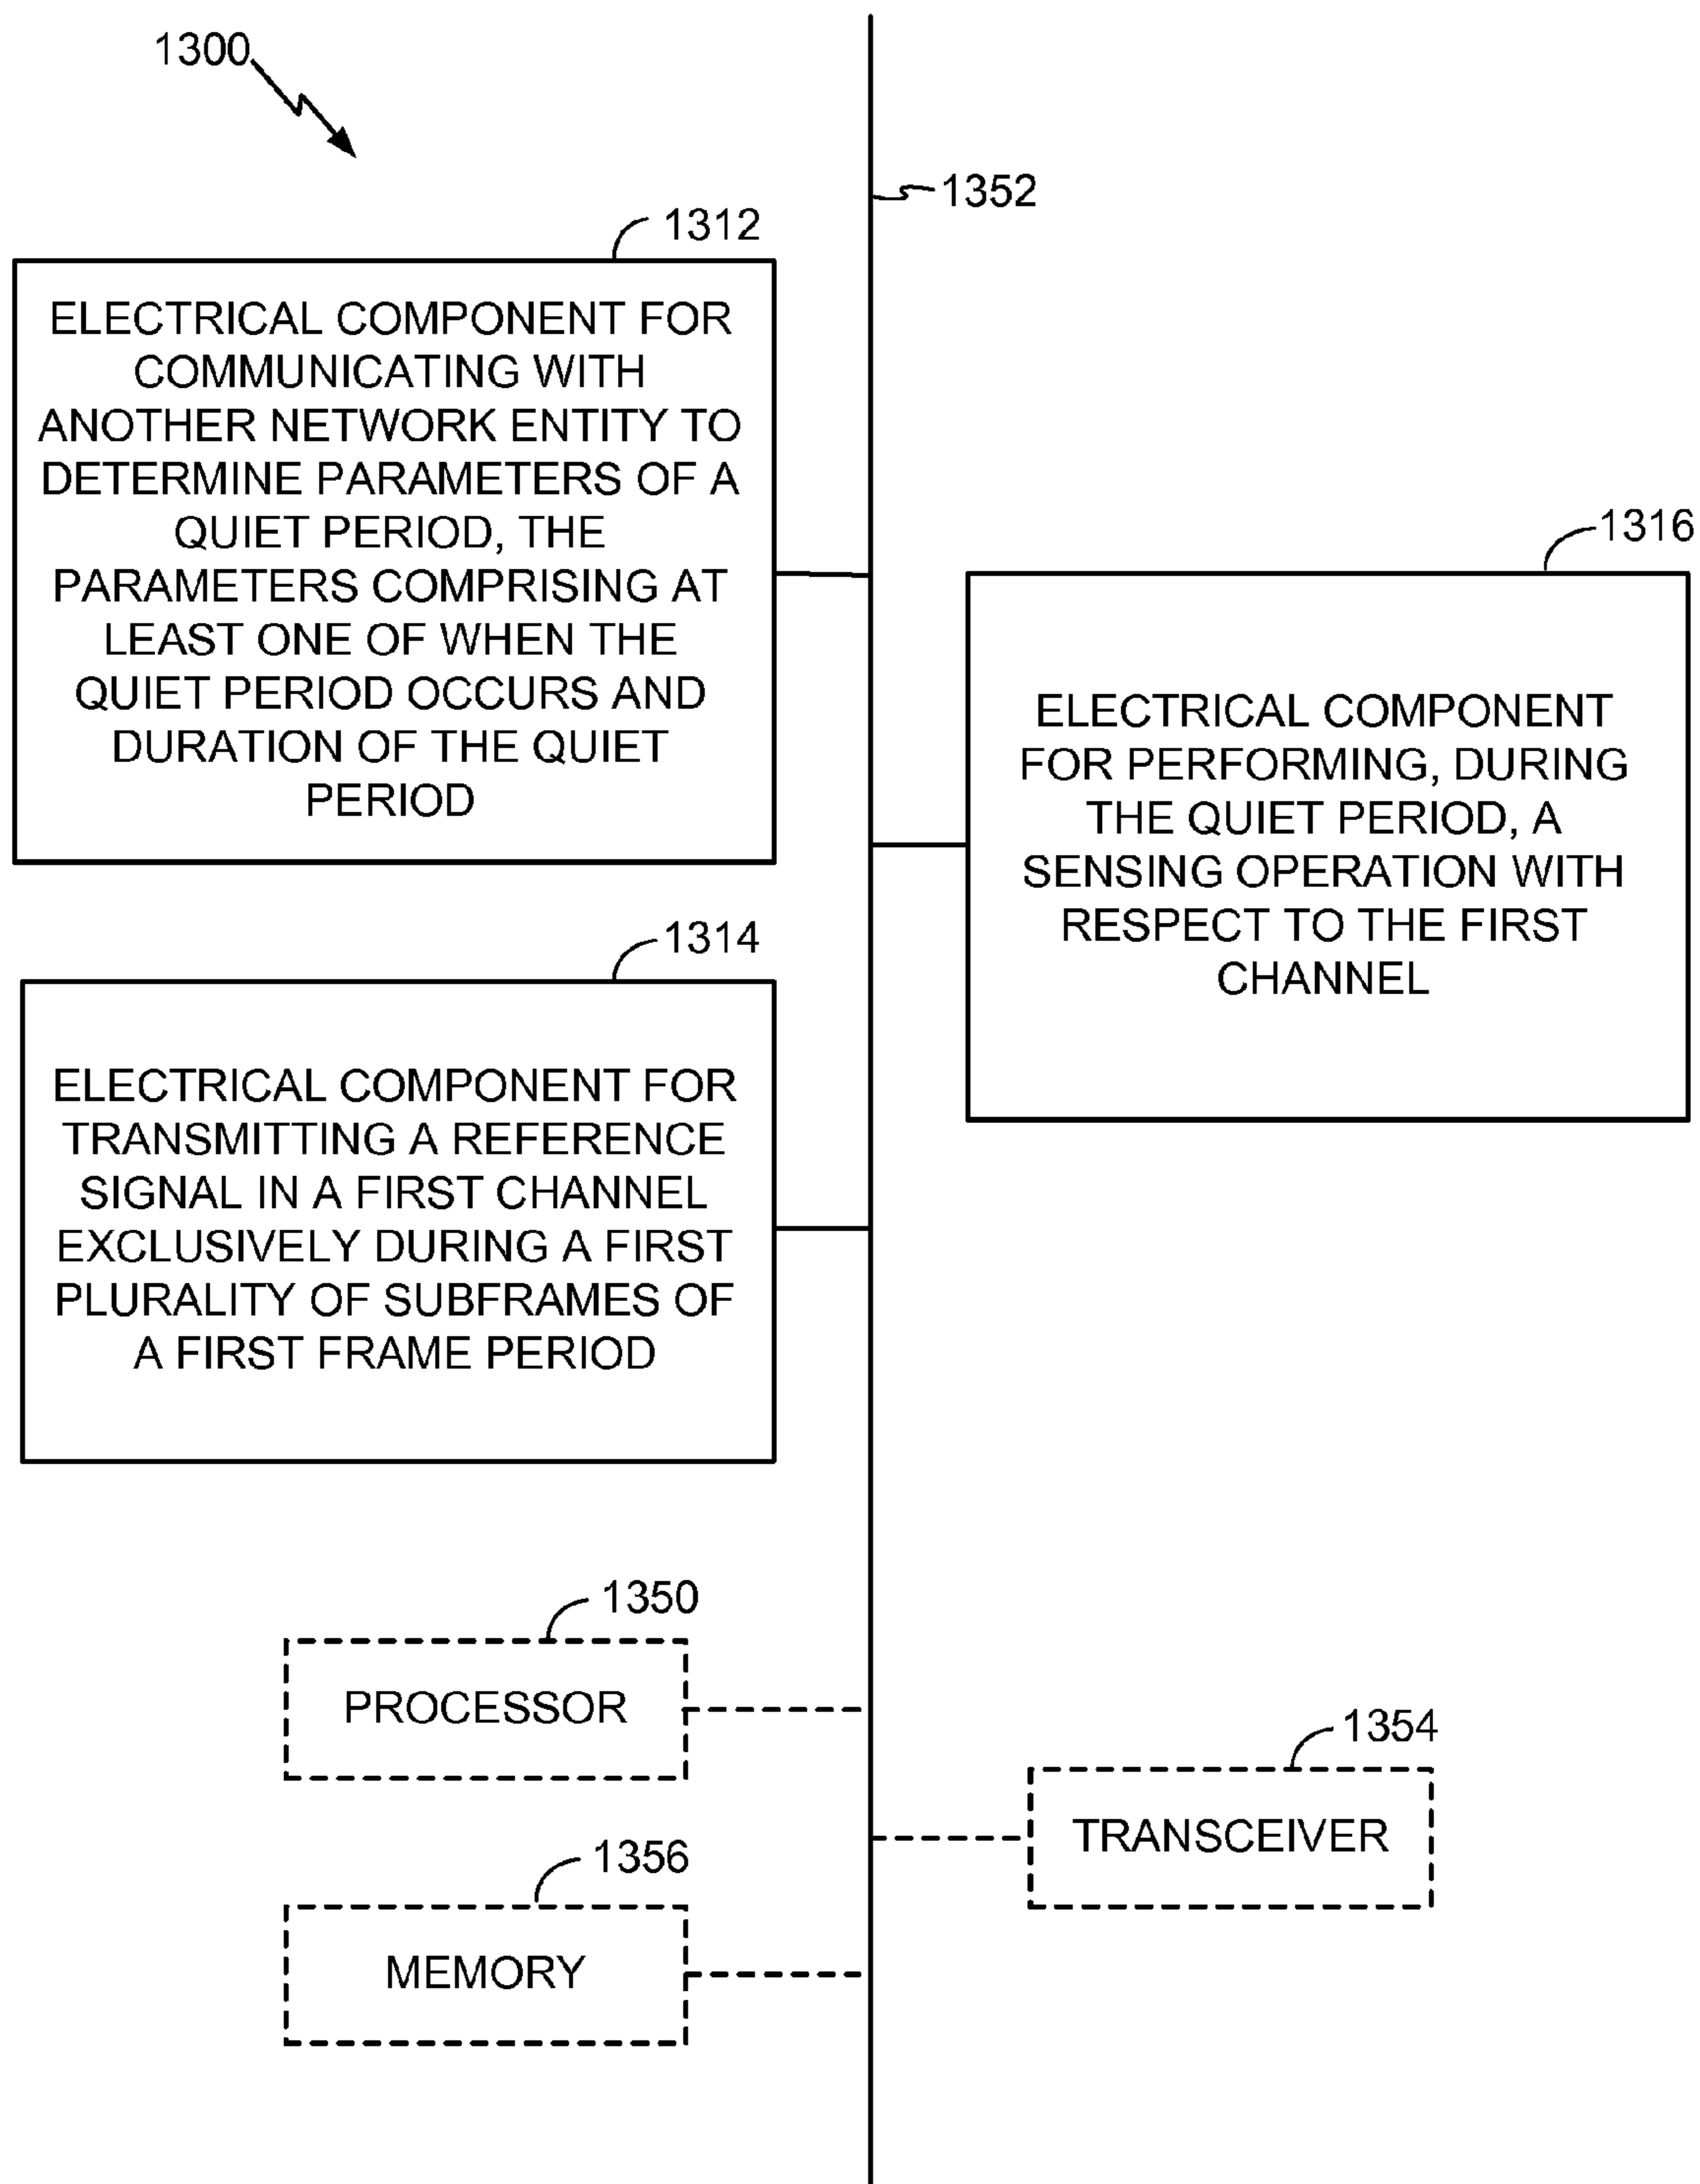 1300
1352
1312
ELECTRICAL COMPONENT FOR
COMMUNICATING WITH
ANOTHER NETWORK ENTITY TO
DETERMINE PARAMETERS OF A
QUIET PERIOD, THE
PARAMETERS COMPRISING AT
LEAST ONE OF WHEN THE
QUIET PERIOD OCCURS AND
DURATION OF THE QUIET
PERIOD
1316
ELECTRICAL COMPONENT
FOR PERFORMING, DURING
THE QUIET PERIOD, A
SENSING OPERATION WITH
RESPECT TO THE FIRST
CHANNEL
1314
ELECTRICAL COMPONENT FOR
TRANSMITTING A REFERENCE
SIGNAL IN A FIRST CHANNEL
EXCLUSIVELY DURING A FIRST
PLURALITY OF SUBFRAMES OF
A FIRST FRAME PERIOD
1350
PROCESSOR
1354
TRANSCEIVER
1356
MEMORY